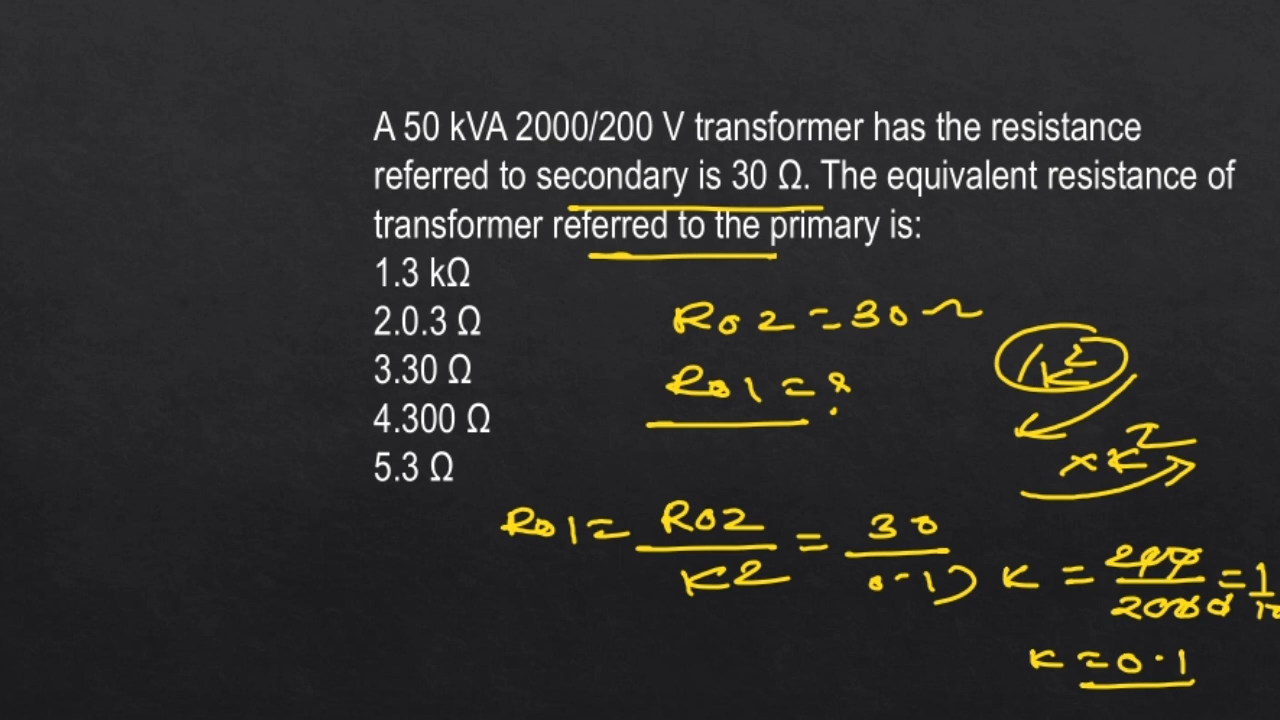 A 50 kVA 2000/200 V transformer has the resistance
referred to secondary is 30 Ω. The equivalent resistance of
transformer referred to the primary is:
1.3 kΩ
2.0.3 Ω
3.30 Ω
4.300 Ω
5.3 Ω
R02 = 30 Ω
R01 = ?
/K²
×K²
R01 = R02/K2 = 30/0.1)
K = 200/2000 = 1/10
K = 0.1